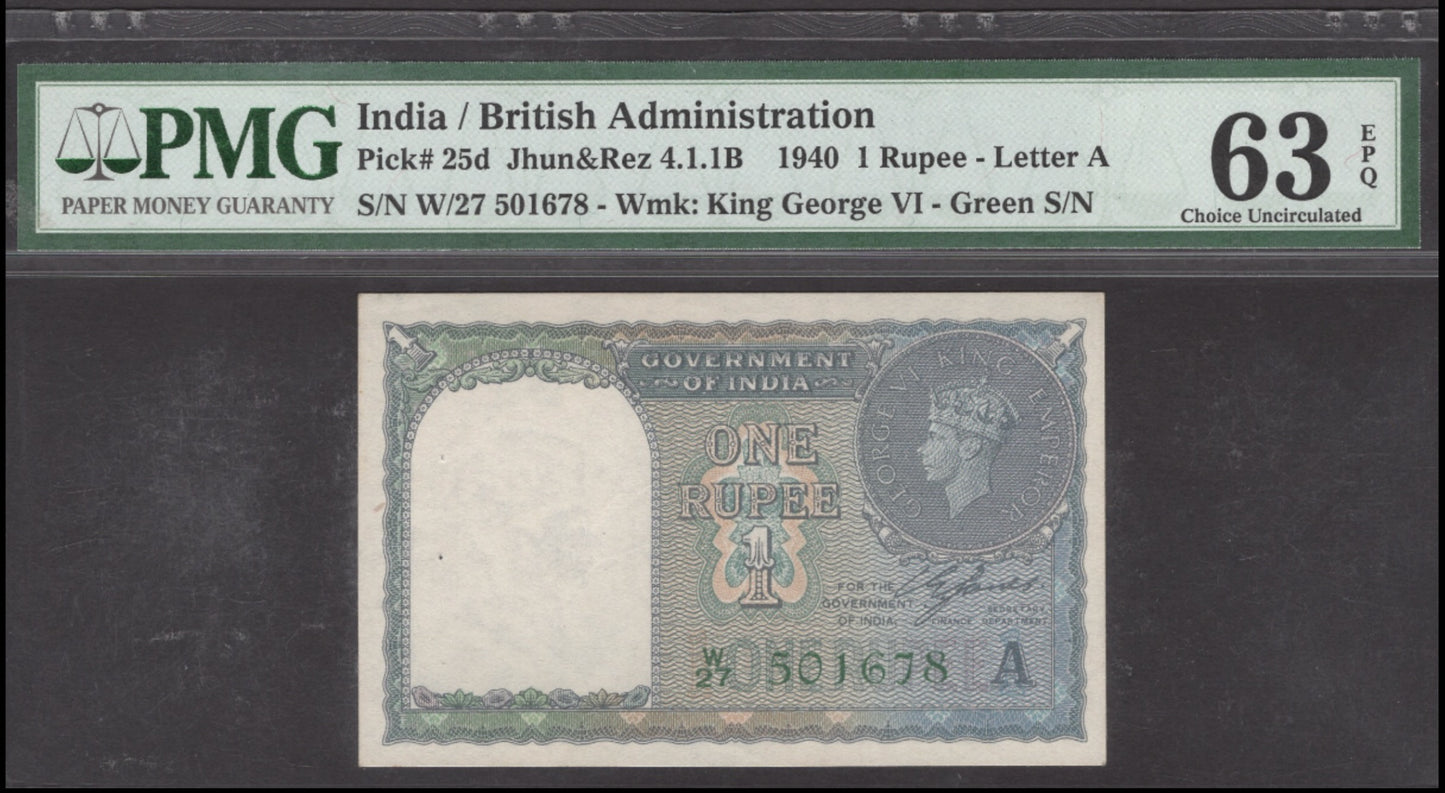 PMG
PAPER MONEY GUARANTY
India / British Administration
Pick# 25d Jhun&Rez 4.1.1B 1940 1 Rupee - Letter A
S/N W/27 501678 - Wmk: King George VI - Green S/N
63
EPQ
Choice Uncirculated
1
1
GOVERNMENT
OF INDIA
GEORGE VI KING EMPEROR
ONE
RUPEE
1
FOR THE
GOVERNMENT
OF INDIA.
SECRETARY,
FINANCE DEPARTMENT
W/27 501678 A